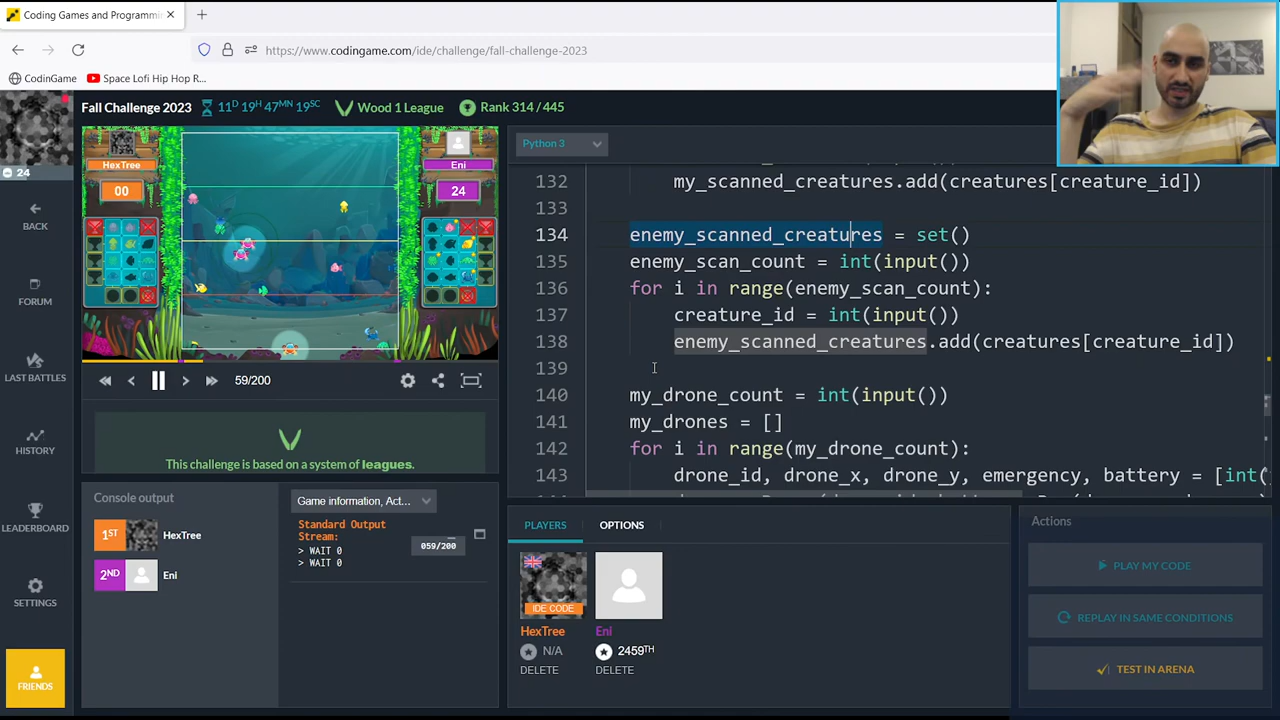 Coding Games and Programmin
https://www.codingame.com/ide/challenge/fall-challenge-2023
CodinGame
Space Lofi Hip Hop R...
Fall Challenge 2023
11D 19H 47MN 19SC
Wood 1 League
Rank 314 / 445
24
BACK
FORUM
LAST BATTLES
HISTORY
LEADERBOARD
SETTINGS
FRIENDS
HexTree
00
Eni
24
59/200
This challenge is based on a system of leagues.
Console output
1ST HexTree
2ND Eni
Game information, Act...
Standard Output
Stream:
> WAIT 0
> WAIT 0
059/200
Python 3
132 my_scanned_creatures.add(creatures[creature_id])
133
134 enemy_scanned_creatures = set()
135 enemy_scan_count = int(input())
136 for i in range(enemy_scan_count):
137 creature_id = int(input())
138 enemy_scanned_creatures.add(creatures[creature_id])
139
140 my_drone_count = int(input())
141 my_drones = []
142 for i in range(my_drone_count):
143 drone_id, drone_x, drone_y, emergency, battery = [int(
PLAYERS
OPTIONS
IDE CODE
HexTree
N/A
DELETE
Eni
2459TH
DELETE
Actions
PLAY MY CODE
REPLAY IN SAME CONDITIONS
TEST IN ARENA